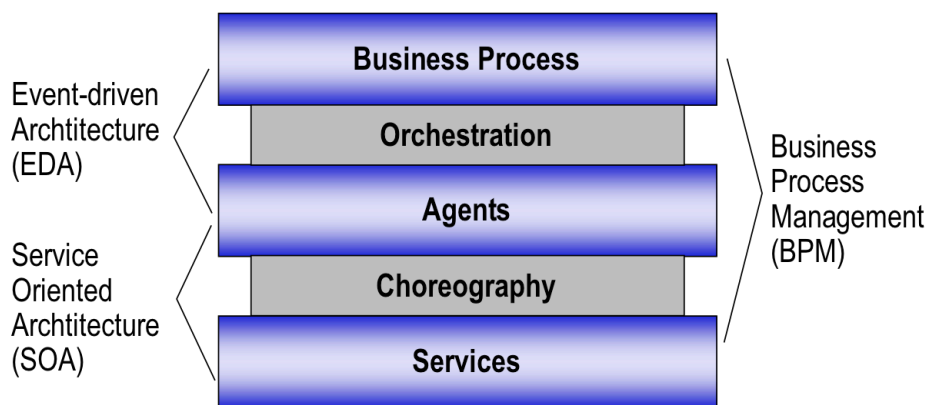 Business Process
Event-driven
Archtitecture
(EDA)
Orchestration
Agents
Business
Process
Management
(BPM)
Service
Oriented
Archtitecture
(SOA)
Choreography
Services